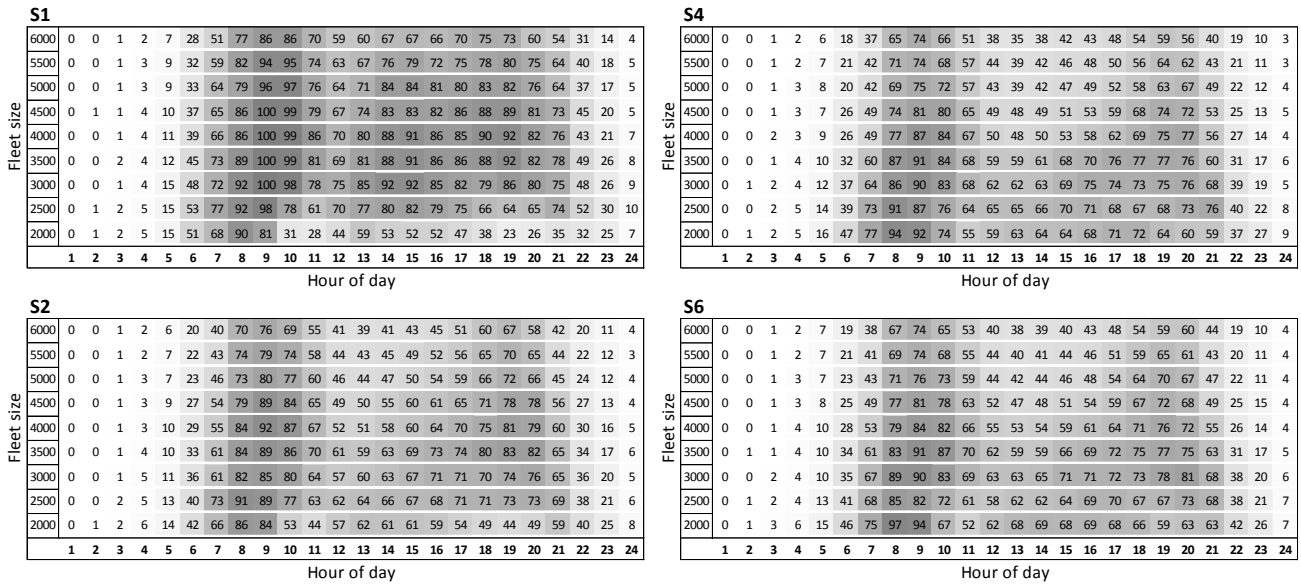 S1
6000 0 0 1 2 7 28 51 77 86 86 70 59 60 67 67 66 70 75 73 60 54 31 14 4
5500 0 0 1 3 9 32 59 82 94 95 74 63 67 76 79 72 75 78 80 75 64 40 18 5
5000 0 0 1 3 9 33 64 79 96 97 76 64 71 84 84 81 80 83 82 76 64 37 17 5
4500 0 1 1 4 10 37 65 86 100 99 79 67 74 83 83 82 86 88 89 81 73 45 20 5
4000 0 0 1 4 11 39 66 86 100 99 86 70 80 88 91 86 85 90 92 82 76 43 21 7
3500 0 0 2 4 12 45 73 89 100 99 81 69 81 88 91 86 86 88 92 82 78 49 26 8
3000 0 0 1 4 15 48 72 92 100 98 78 75 85 92 92 85 82 79 86 80 75 48 26 9
2500 0 1 2 5 15 53 77 92 98 78 61 70 77 80 82 79 75 66 64 65 74 52 30 10
2000 0 1 2 5 15 51 68 90 81 31 28 44 59 53 52 52 47 38 23 26 35 32 25 7
1 2 3 4 5 6 7 8 9 10 11 12 13 14 15 16 17 18 19 20 21 22 23 24
Fleet size
Hour of day
S4
6000 0 0 1 2 6 18 37 65 74 66 51 38 35 38 42 43 48 54 59 56 40 19 10 3
5500 0 0 1 2 7 21 42 71 74 68 57 44 39 42 46 48 50 56 64 62 43 21 11 3
5000 0 0 1 3 8 20 42 69 75 72 57 43 39 42 47 49 52 58 63 67 49 22 12 4
4500 0 0 1 3 7 26 49 74 81 80 65 49 48 49 51 53 59 68 74 72 53 25 13 5
4000 0 0 2 3 9 26 49 77 87 84 67 50 48 50 53 58 62 69 75 77 56 27 14 4
3500 0 0 1 4 10 32 60 87 91 84 68 59 59 61 68 70 76 77 77 76 60 31 17 6
3000 0 1 2 4 12 37 64 86 90 83 68 62 62 63 69 75 74 73 75 76 68 39 19 5
2500 0 0 2 5 14 39 73 91 87 76 64 65 65 66 70 71 68 67 68 73 76 40 22 8
2000 0 1 2 5 16 47 77 94 92 74 55 59 63 64 64 68 71 72 64 60 59 37 27 9
1 2 3 4 5 6 7 8 9 10 11 12 13 14 15 16 17 18 19 20 21 22 23 24
Fleet size
Hour of day
S2
6000 0 0 1 2 6 20 40 70 76 69 55 41 39 41 43 45 51 60 67 58 42 20 11 4
5500 0 0 1 2 7 22 43 74 79 74 58 44 43 45 49 52 56 65 70 65 44 22 12 3
5000 0 0 1 3 7 23 46 73 80 77 60 46 44 47 50 54 59 66 72 66 45 24 12 4
4500 0 0 1 3 9 27 54 79 89 84 65 49 50 55 60 61 65 71 78 78 56 27 13 4
4000 0 0 1 3 10 29 55 84 92 87 67 52 51 58 60 64 70 75 81 79 60 30 16 5
3500 0 0 1 4 10 33 61 84 89 86 70 61 59 63 69 73 74 80 83 82 65 34 17 6
3000 0 0 1 5 11 36 61 82 85 80 64 57 60 63 67 71 71 70 74 76 65 36 20 5
2500 0 0 2 5 13 40 73 91 89 77 63 62 64 66 67 68 71 71 73 73 69 38 21 6
2000 0 1 2 6 14 42 66 86 84 53 44 57 62 61 61 59 54 49 44 49 59 40 25 8
1 2 3 4 5 6 7 8 9 10 11 12 13 14 15 16 17 18 19 20 21 22 23 24
Fleet size
Hour of day
S6
6000 0 0 1 2 7 19 38 67 74 65 53 40 38 39 40 43 48 54 59 60 44 19 10 4
5500 0 0 1 2 7 21 41 69 74 68 55 44 40 41 44 46 51 59 65 61 43 20 11 4
5000 0 0 1 3 7 23 43 71 76 73 59 44 42 44 46 48 54 64 70 67 47 22 11 4
4500 0 0 1 3 8 25 49 77 81 78 63 52 47 48 51 54 59 67 72 68 49 25 15 4
4000 0 0 1 4 10 28 53 79 84 82 66 55 53 54 59 61 64 71 76 72 55 26 14 4
3500 0 1 1 4 10 34 61 83 91 87 70 62 59 59 66 69 72 75 77 75 63 31 17 5
3000 0 0 2 4 10 35 67 89 90 83 69 63 63 65 71 71 72 73 78 81 68 38 20 6
2500 0 1 2 4 13 41 68 85 82 72 61 58 62 62 64 69 70 67 67 73 68 38 21 7
2000 0 1 3 6 15 46 75 97 94 67 52 62 68 69 68 69 68 66 59 63 63 42 26 7
1 2 3 4 5 6 7 8 9 10 11 12 13 14 15 16 17 18 19 20 21 22 23 24
Fleet size
Hour of day